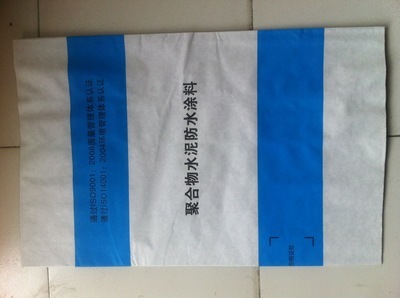 聚合物水泥防水涂料
通过ISO9001：2008质量管理体系认证
通过ISO14001：2004环境管理体系认证